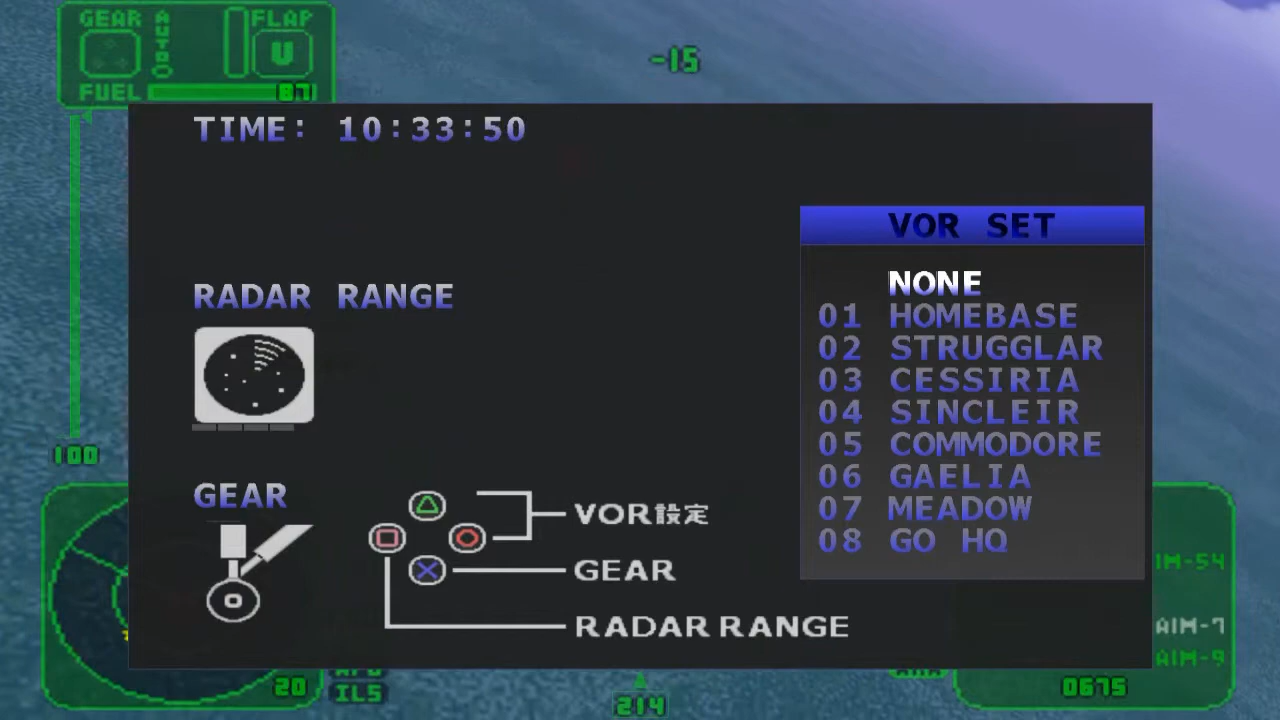 GEAR AUTO FLAP
U
FUEL 87
-15
TIME: 10:33:50
VOR SET
NONE
RADAR RANGE
01 HOMEBASE
02 STRUGGLAR
03 CESSIRIA
04 SINCLEIR
05 COMMODORE
06 GAELIA
07 MEADOW
08 GO HQ
100
GEAR
VOR設定
GEAR
RADAR RANGE
AIM-7
AIM-9
20
ILS
214
0675